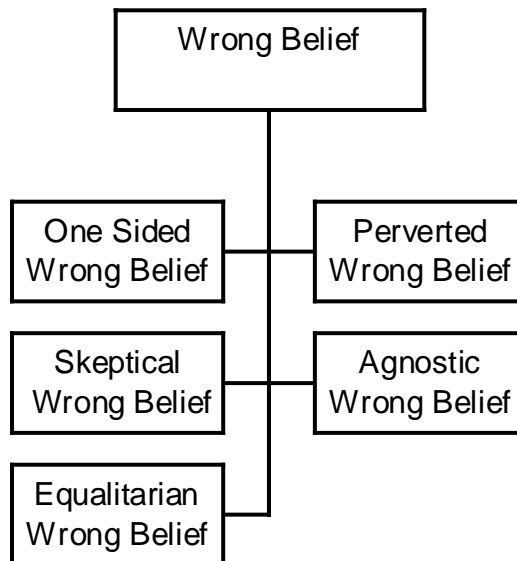 Wrong Belief
One Sided
Wrong Belief
Perverted
Wrong Belief
Skeptical
Wrong Belief
Agnostic
Wrong Belief
Equalitarian
Wrong Belief